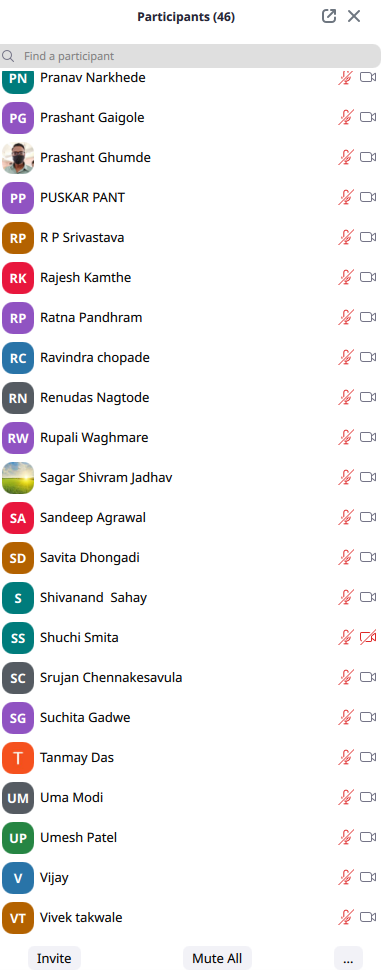 Participants (46)
Find a participant
PN Pranav Narkhede
PG Prashant Gaigole
Prashant Ghumde
PP PUSKAR PANT
RP R P Srivastava
RK Rajesh Kamthe
RP Ratna Pandhram
RC Ravindra chopade
RN Renudas Nagtode
RW Rupali Waghmare
Sagar Shivram Jadhav
SA Sandeep Agrawal
SD Savita Dhongadi
S Shivanand  Sahay
SS Shuchi Smita
SC Srujan Chennakesavula
SG Suchita Gadwe
T Tanmay Das
UM Uma Modi
UP Umesh Patel
V Vijay
VT Vivek takwale
Invite Mute All ...